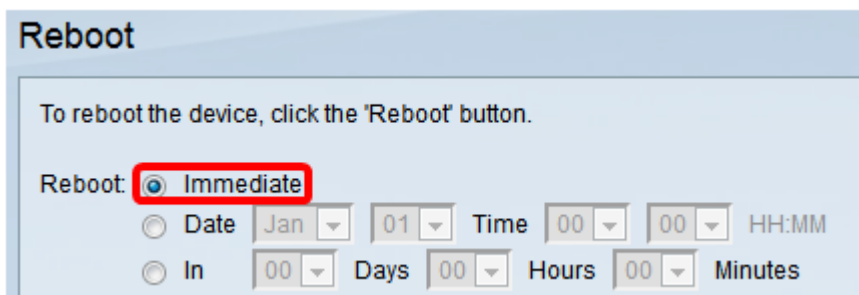 Reboot
To reboot the device, click the 'Reboot' button.
Reboot: Immediate
Date Jan 01 Time 00 00 HH:MM
In 00 Days 00 Hours 00 Minutes